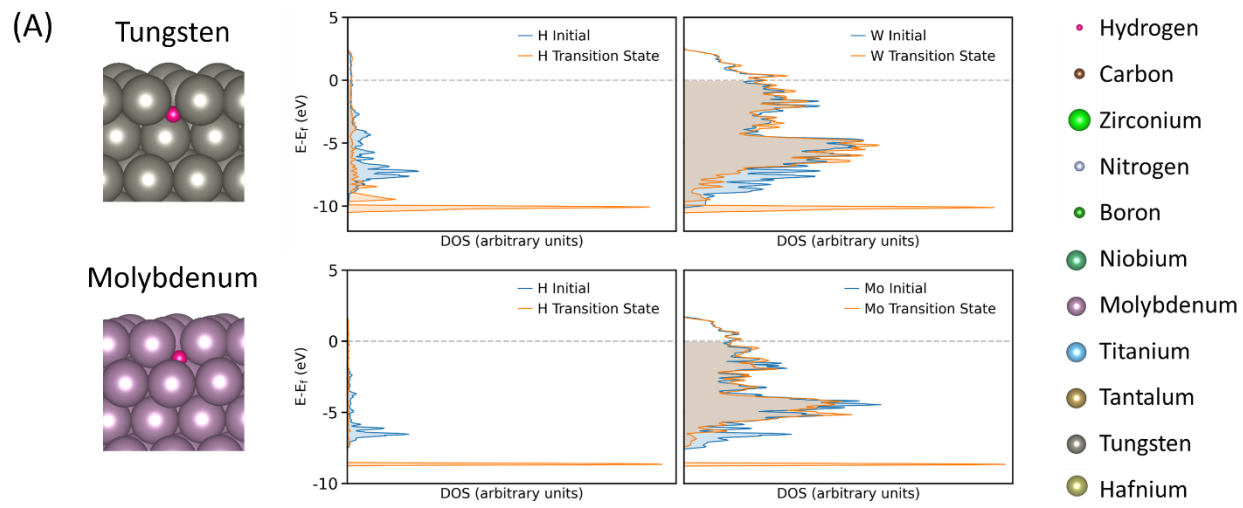 (A)
Tungsten
5
0
-5
-10
E-E_f (eV)
H Initial
H Transition State
DOS (arbitrary units)
W Initial
W Transition State
DOS (arbitrary units)
Molybdenum
5
0
-5
-10
E-E_f (eV)
H Initial
H Transition State
DOS (arbitrary units)
Mo Initial
Mo Transition State
DOS (arbitrary units)
Hydrogen
Carbon
Zirconium
Nitrogen
Boron
Niobium
Molybdenum
Titanium
Tantalum
Tungsten
Hafnium